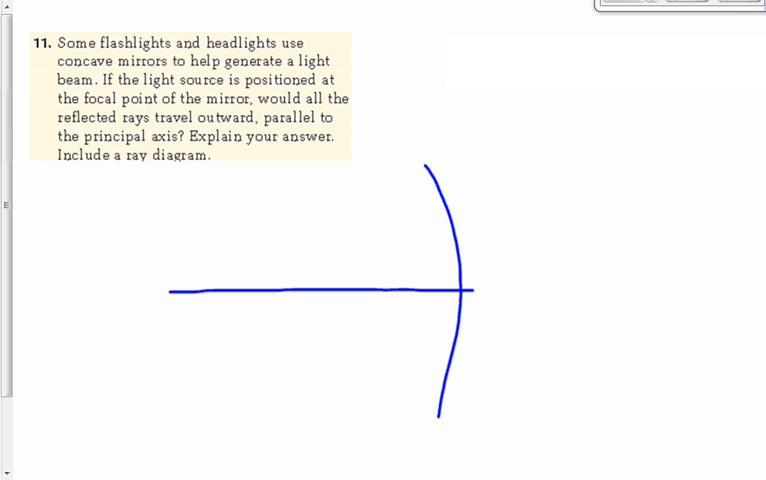 11. Some flashlights and headlights use
concave mirrors to help generate a light
beam. If the light source is positioned at
the focal point of the mirror, would all the
reflected rays travel outward, parallel to
the principal axis? Explain your answer.
Include a ray diagram.